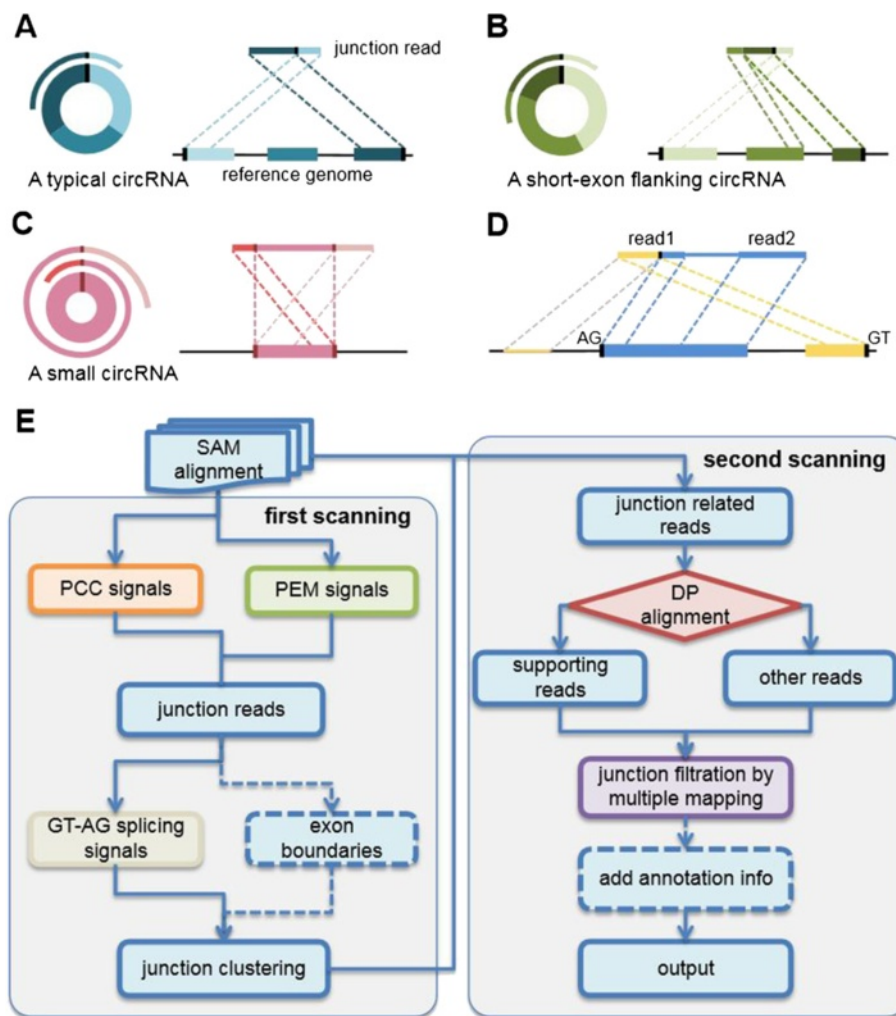 A
junction read
reference genome
A typical circRNA
B
A short-exon flanking circRNA
C
A small circRNA
D
read1
read2
AG
GT
E
SAM
alignment
first scanning
PCC signals
PEM signals
junction reads
GT-AG splicing
signals
exon
boundaries
junction clustering
second scanning
junction related
reads
DP
alignment
supporting
reads
other reads
junction filtration by
multiple mapping
add annotation info
output